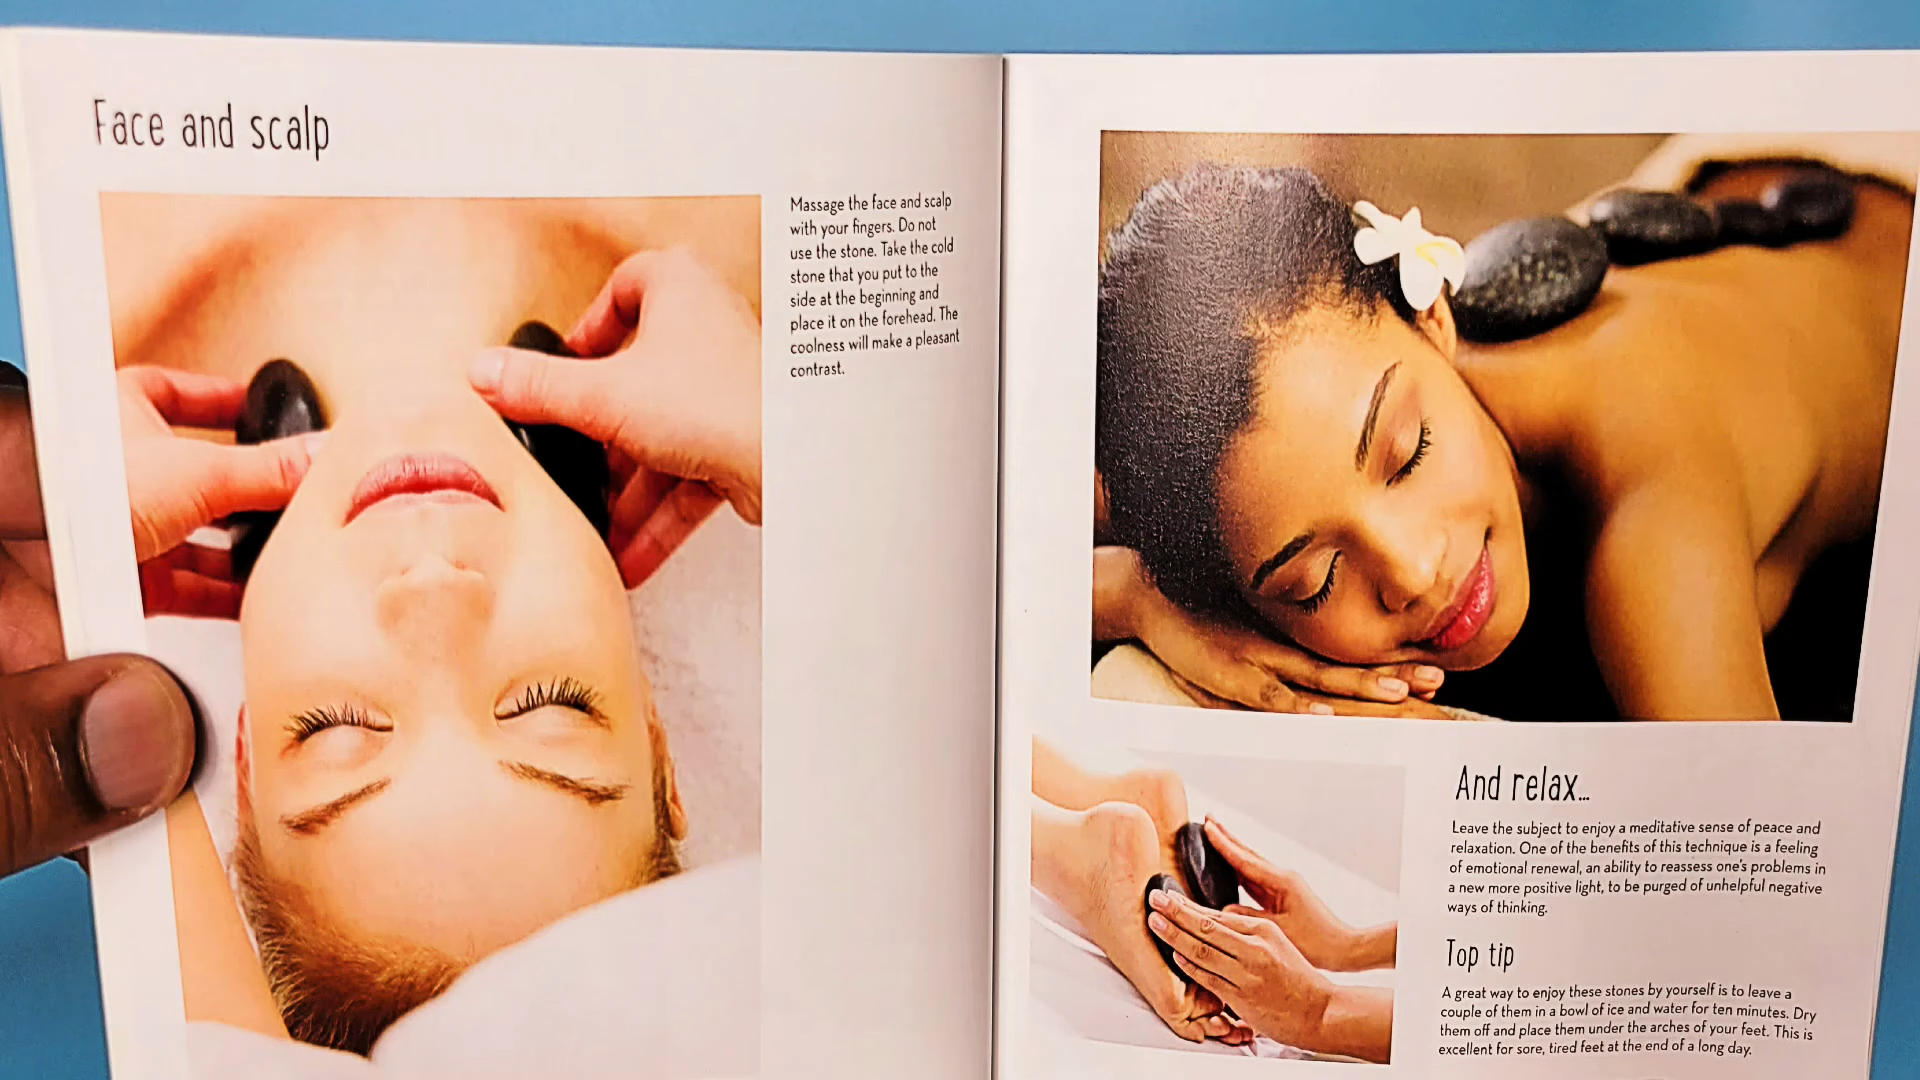 Face and scalp
Massage the face and scalp
with your fingers. Do not
use the stone. Take the cold
stone that you put to the
side at the beginning and
place it on the forehead. The
coolness will make a pleasant
contrast.
And relax...
Leave the subject to enjoy a meditative sense of peace and
relaxation. One of the benefits of this technique is a feeling
of emotional renewal, an ability to reassess one's problems in
a new more positive light, to be purged of unhelpful negative
ways of thinking.
Top tip
A great way to enjoy these stones by yourself is to leave a
couple of them in a bowl of ice and water for ten minutes. Dry
them off and place them under the arches of your feet. This is
excellent for sore, tired feet at the end of a long day.